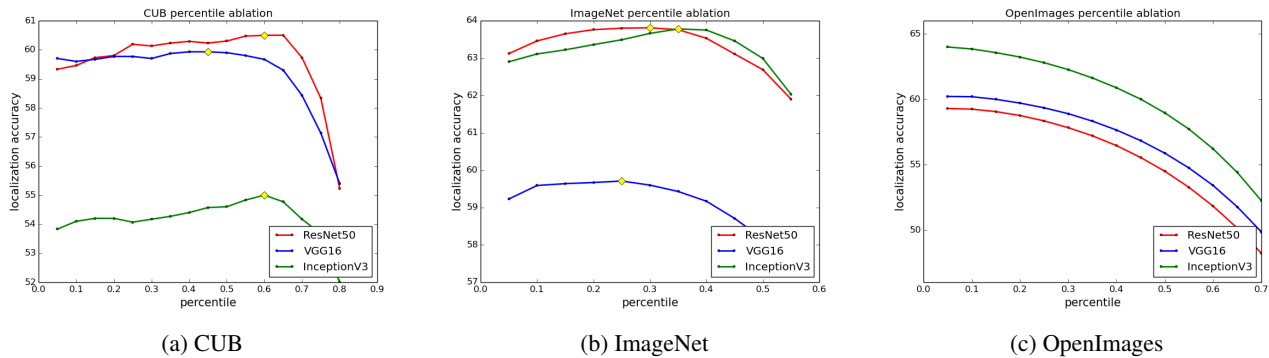 CUB percentile ablation
61
60
59
58
57
56
55
54
53
52
0.0 0.1 0.2 0.3 0.4 0.5 0.6 0.7 0.8 0.9
localization accuracy
percentile
ResNet50
VGG16
InceptionV3
(a) CUB
ImageNet percentile ablation
64
63
62
61
60
59
58
57
0.0 0.1 0.2 0.3 0.4 0.5 0.6
localization accuracy
percentile
ResNet50
VGG16
InceptionV3
(b) ImageNet
OpenImages percentile ablation
65
60
55
50
0.0 0.1 0.2 0.3 0.4 0.5 0.6 0.7
localization accuracy
percentile
ResNet50
VGG16
InceptionV3
(c) OpenImages